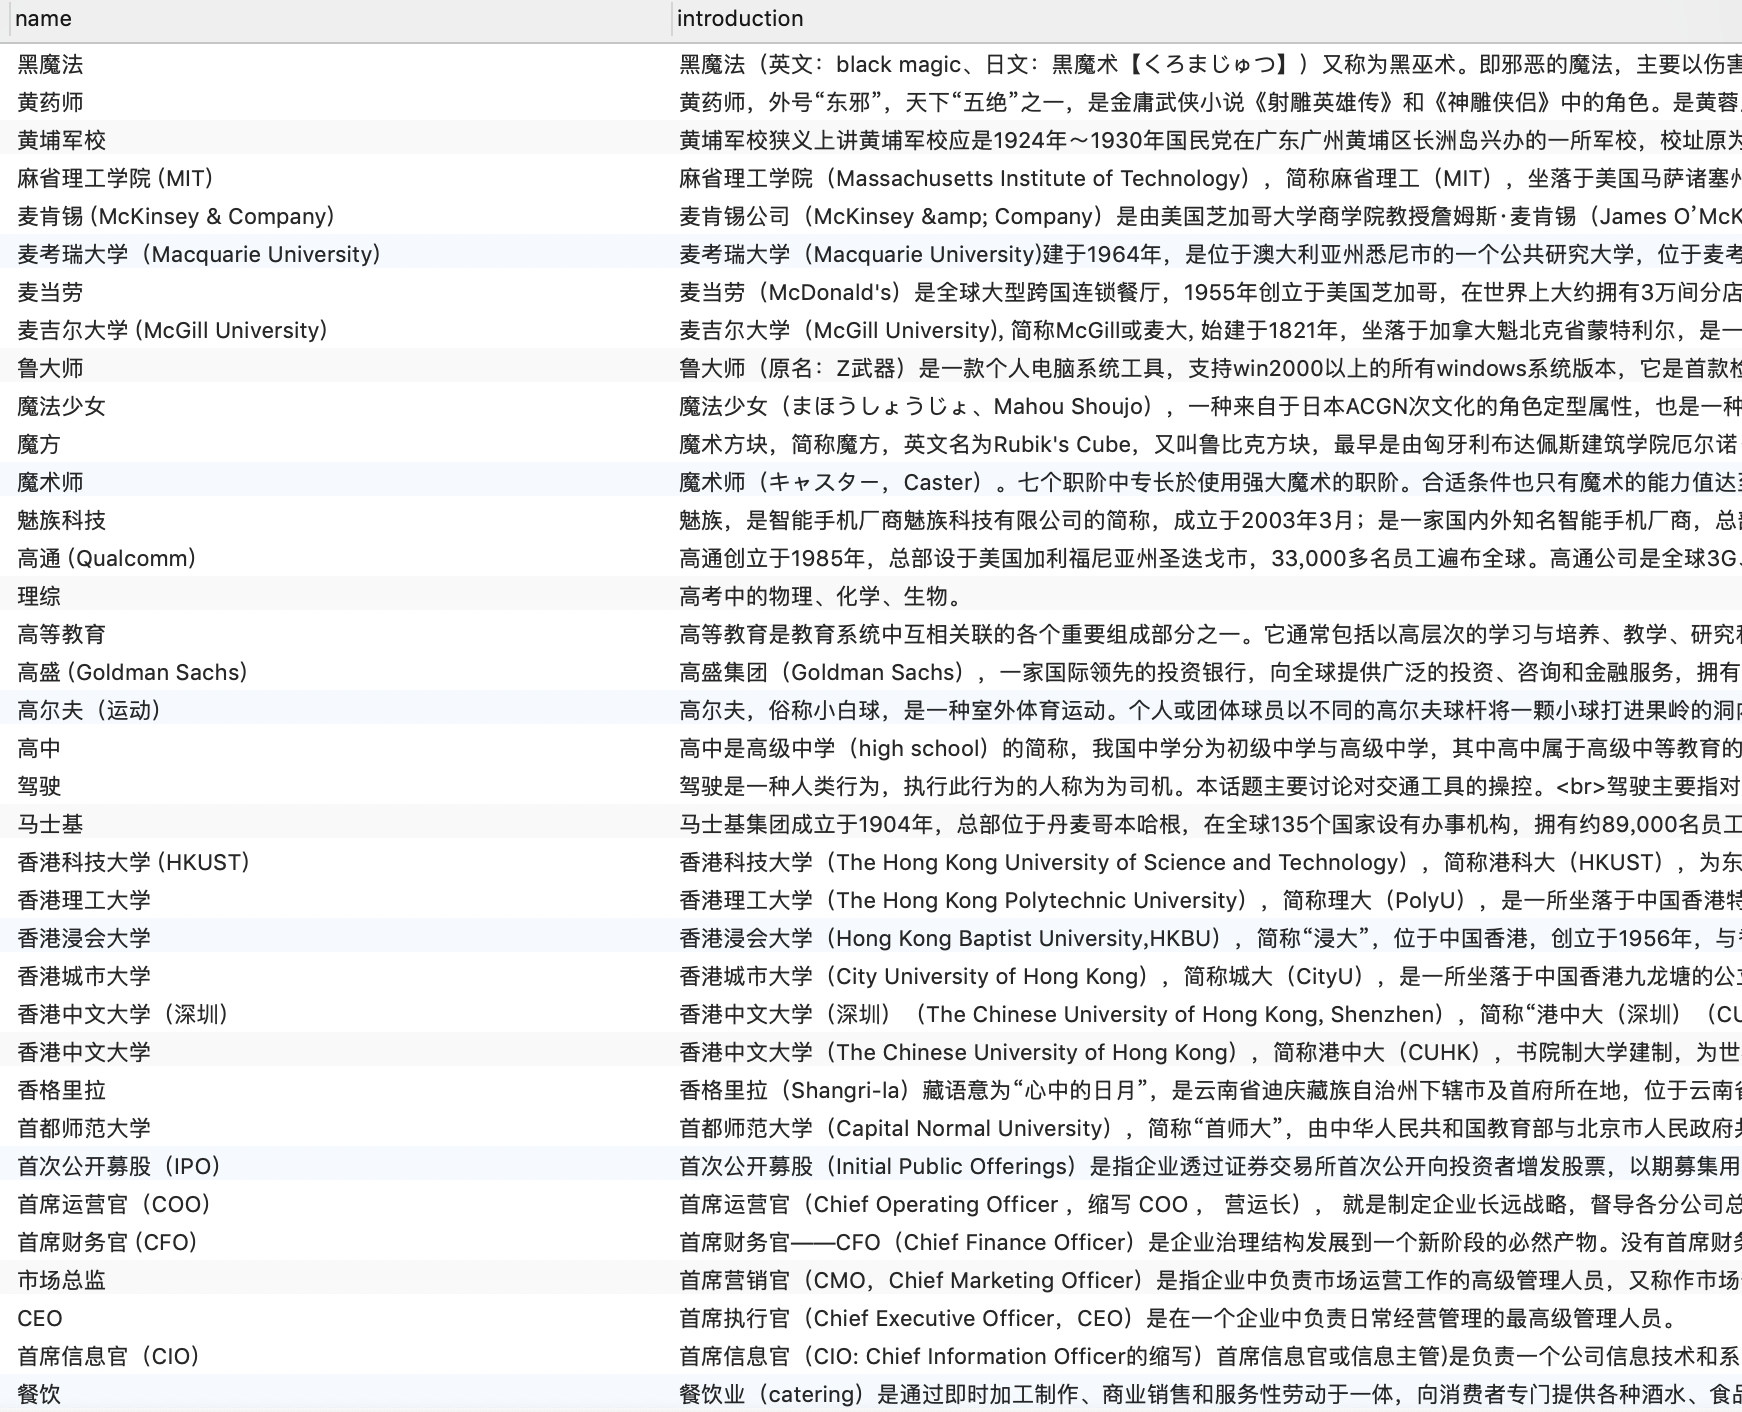 name introduction
黑魔法 黑魔法（英文：black magic、日文：黑魔术【くろまじゅつ】）又称为黑巫术。即邪恶的魔法，主要以伤害
黄药师 黄药师，外号“东邪”，天下“五绝”之一，是金庸武侠小说《射雕英雄传》和《神雕侠侣》中的角色。是黄蓉
黄埔军校 黄埔军校狭义上讲黄埔军校应是1924年～1930年国民党在广东广州黄埔区长洲岛兴办的一所军校，校址原为
麻省理工学院 (MIT) 麻省理工学院（Massachusetts Institute of Technology），简称麻省理工（MIT），坐落于美国马萨诸塞州
麦肯锡 (McKinsey & Company) 麦肯锡公司（McKinsey &amp; Company）是由美国芝加哥大学商学院教授詹姆斯·麦肯锡（James O’McK
麦考瑞大学（Macquarie University) 麦考瑞大学（Macquarie University)建于1964年，是位于澳大利亚州悉尼市的一个公共研究大学，位于麦考
麦当劳 麦当劳（McDonald's）是全球大型跨国连锁餐厅，1955年创立于美国芝加哥，在世界上大约拥有3万间分店
麦吉尔大学 (McGill University) 麦吉尔大学（McGill University), 简称McGill或麦大, 始建于1821年，坐落于加拿大魁北克省蒙特利尔，是一
鲁大师 鲁大师（原名：Z武器）是一款个人电脑系统工具，支持win2000以上的所有windows系统版本，它是首款检
魔法少女 魔法少女（まほうしょうじょ、Mahou Shoujo），一种来自于日本ACGN次文化的角色定型属性，也是一种
魔方 魔术方块，简称魔方，英文名为Rubik's Cube，又叫鲁比克方块，最早是由匈牙利布达佩斯建筑学院厄尔诺
魔术师 魔术师（キャスター，Caster）。七个职阶中专长於使用强大魔术的职阶。合适条件也只有魔术的能力值达至
魅族科技 魅族，是智能手机厂商魅族科技有限公司的简称，成立于2003年3月；是一家国内外知名智能手机厂商，总部
高通 (Qualcomm) 高通创立于1985年，总部设于美国加利福尼亚州圣迭戈市，33,000多名员工遍布全球。高通公司是全球3G、
理综 高考中的物理、化学、生物。
高等教育 高等教育是教育系统中互相关联的各个重要组成部分之一。它通常包括以高层次的学习与培养、教学、研究和
高盛 (Goldman Sachs) 高盛集团（Goldman Sachs），一家国际领先的投资银行，向全球提供广泛的投资、咨询和金融服务，拥有
高尔夫（运动） 高尔夫，俗称小白球，是一种室外体育运动。个人或团体球员以不同的高尔夫球杆将一颗小球打进果岭的洞内
高中 高中是高级中学（high school）的简称，我国中学分为初级中学与高级中学，其中高中属于高级中等教育的
驾驶 驾驶是一种人类行为，执行此行为的人称为为司机。本话题主要讨论对交通工具的操控。<br>驾驶主要指对
马士基 马士基集团成立于1904年，总部位于丹麦哥本哈根，在全球135个国家设有办事机构，拥有约89,000名员工
香港科技大学 (HKUST) 香港科技大学（The Hong Kong University of Science and Technology），简称港科大（HKUST），为东
香港理工大学 香港理工大学（The Hong Kong Polytechnic University），简称理大（PolyU），是一所坐落于中国香港特
香港浸会大学 香港浸会大学（Hong Kong Baptist University,HKBU），简称“浸大”，位于中国香港，创立于1956年，与
香港城市大学 香港城市大学（City University of Hong Kong），简称城大（CityU），是一所坐落于中国香港九龙塘的公立
香港中文大学（深圳） 香港中文大学（深圳）（The Chinese University of Hong Kong, Shenzhen），简称“港中大（深圳）（CU
香港中文大学 香港中文大学（The Chinese University of Hong Kong），简称港中大（CUHK），书院制大学建制，为世
香格里拉 香格里拉（Shangri-la）藏语意为“心中的日月”，是云南省迪庆藏族自治州下辖市及首府所在地，位于云南省
首都师范大学 首都师范大学（Capital Normal University），简称“首师大”，由中华人民共和国教育部与北京市人民政府共
首次公开募股（IPO） 首次公开募股（Initial Public Offerings）是指企业透过证券交易所首次公开向投资者增发股票，以期募集用
首席运营官（COO） 首席运营官（Chief Operating Officer ，缩写 COO ， 营运长）， 就是制定企业长远战略，督导各分公司总
首席财务官 (CFO) 首席财务官——CFO（Chief Finance Officer）是企业治理结构发展到一个新阶段的必然产物。没有首席财务
市场总监 首席营销官（CMO，Chief Marketing Officer）是指企业中负责市场运营工作的高级管理人员，又称作市场
CEO 首席执行官（Chief Executive Officer，CEO）是在一个企业中负责日常经营管理的最高级管理人员。
首席信息官（CIO） 首席信息官（CIO: Chief Information Officer的缩写）首席信息官或信息主管)是负责一个公司信息技术和系
餐饮 餐饮业（catering）是通过即时加工制作、商业销售和服务性劳动于一体，向消费者专门提供各种酒水、食品